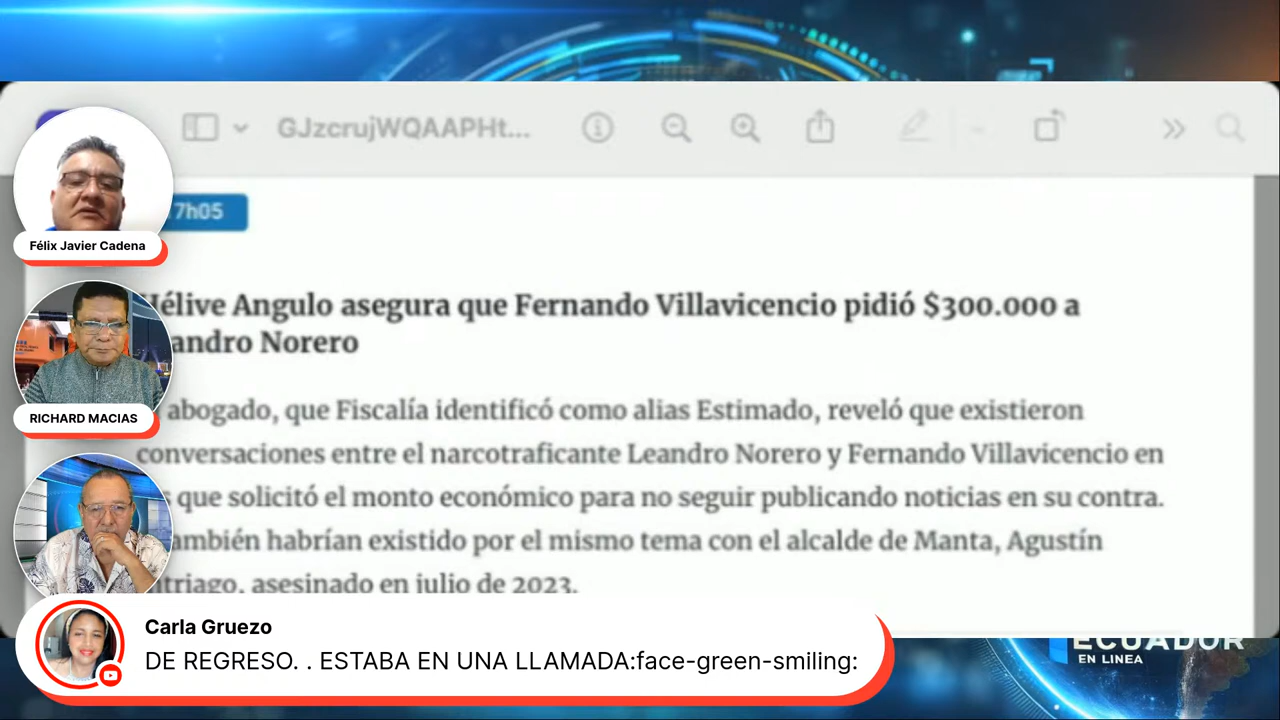 GJzcrujWQAAPHt...
7h05
Hélive Angulo asegura que Fernando Villavicencio pidió $300.000 a
andro Norero
abogado, que Fiscalía identificó como alias Estimado, reveló que existieron
conversaciones entre el narcotraficante Leandro Norero y Fernando Villavicencio en
que solicitó el monto económico para no seguir publicando noticias en su contra.
ambién habrían existido por el mismo tema con el alcalde de Manta, Agustín
triago, asesinado en julio de 2023.
Félix Javier Cadena
RICHARD MACIAS
Carla Gruezo
DE REGRESO. . ESTABA EN UNA LLAMADA:face-green-smiling:
ECUADOR
EN LINEA